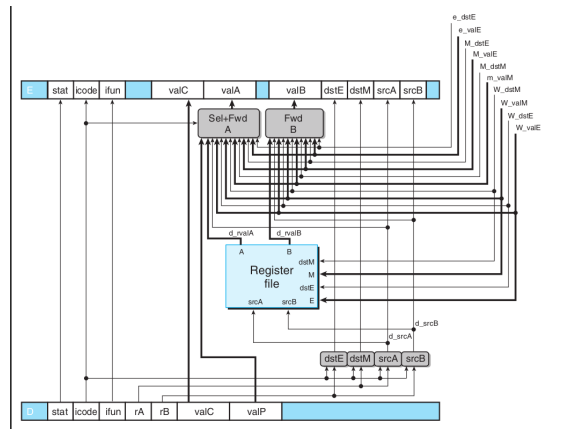 e_dstE
e_valE
M_dstE
M_valE
M_dstM
m_valM
W_dstM
W_valM
W_dstE
W_valE
E stat icode ifun valC valA valB dstE dstM srcA srcB
Sel+Fwd A
Fwd B
d_rvalA d_rvalB
A B
Register file
dstM
M
dstE
E
srcA srcB
d_srcB
d_srcA
dstE dstM srcA srcB
D stat icode ifun rA rB valC valP